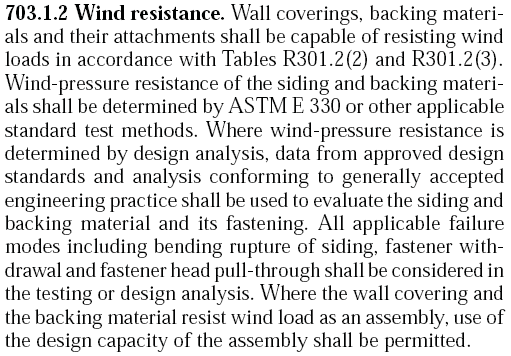 703.1.2 Wind resistance. Wall coverings, backing materi-
als and their attachments shall be capable of resisting wind
loads in accordance with Tables R301.2(2) and R301.2(3).
Wind-pressure resistance of the siding and backing materi-
als shall be determined by ASTM E 330 or other applicable
standard test methods. Where wind-pressure resistance is
determined by design analysis, data from approved design
standards and analysis conforming to generally accepted
engineering practice shall be used to evaluate the siding and
backing material and its fastening. All applicable failure
modes including bending rupture of siding, fastener with-
drawal and fastener head pull-through shall be considered in
the testing or design analysis. Where the wall covering and
the backing material resist wind load as an assembly, use of
the design capacity of the assembly shall be permitted.